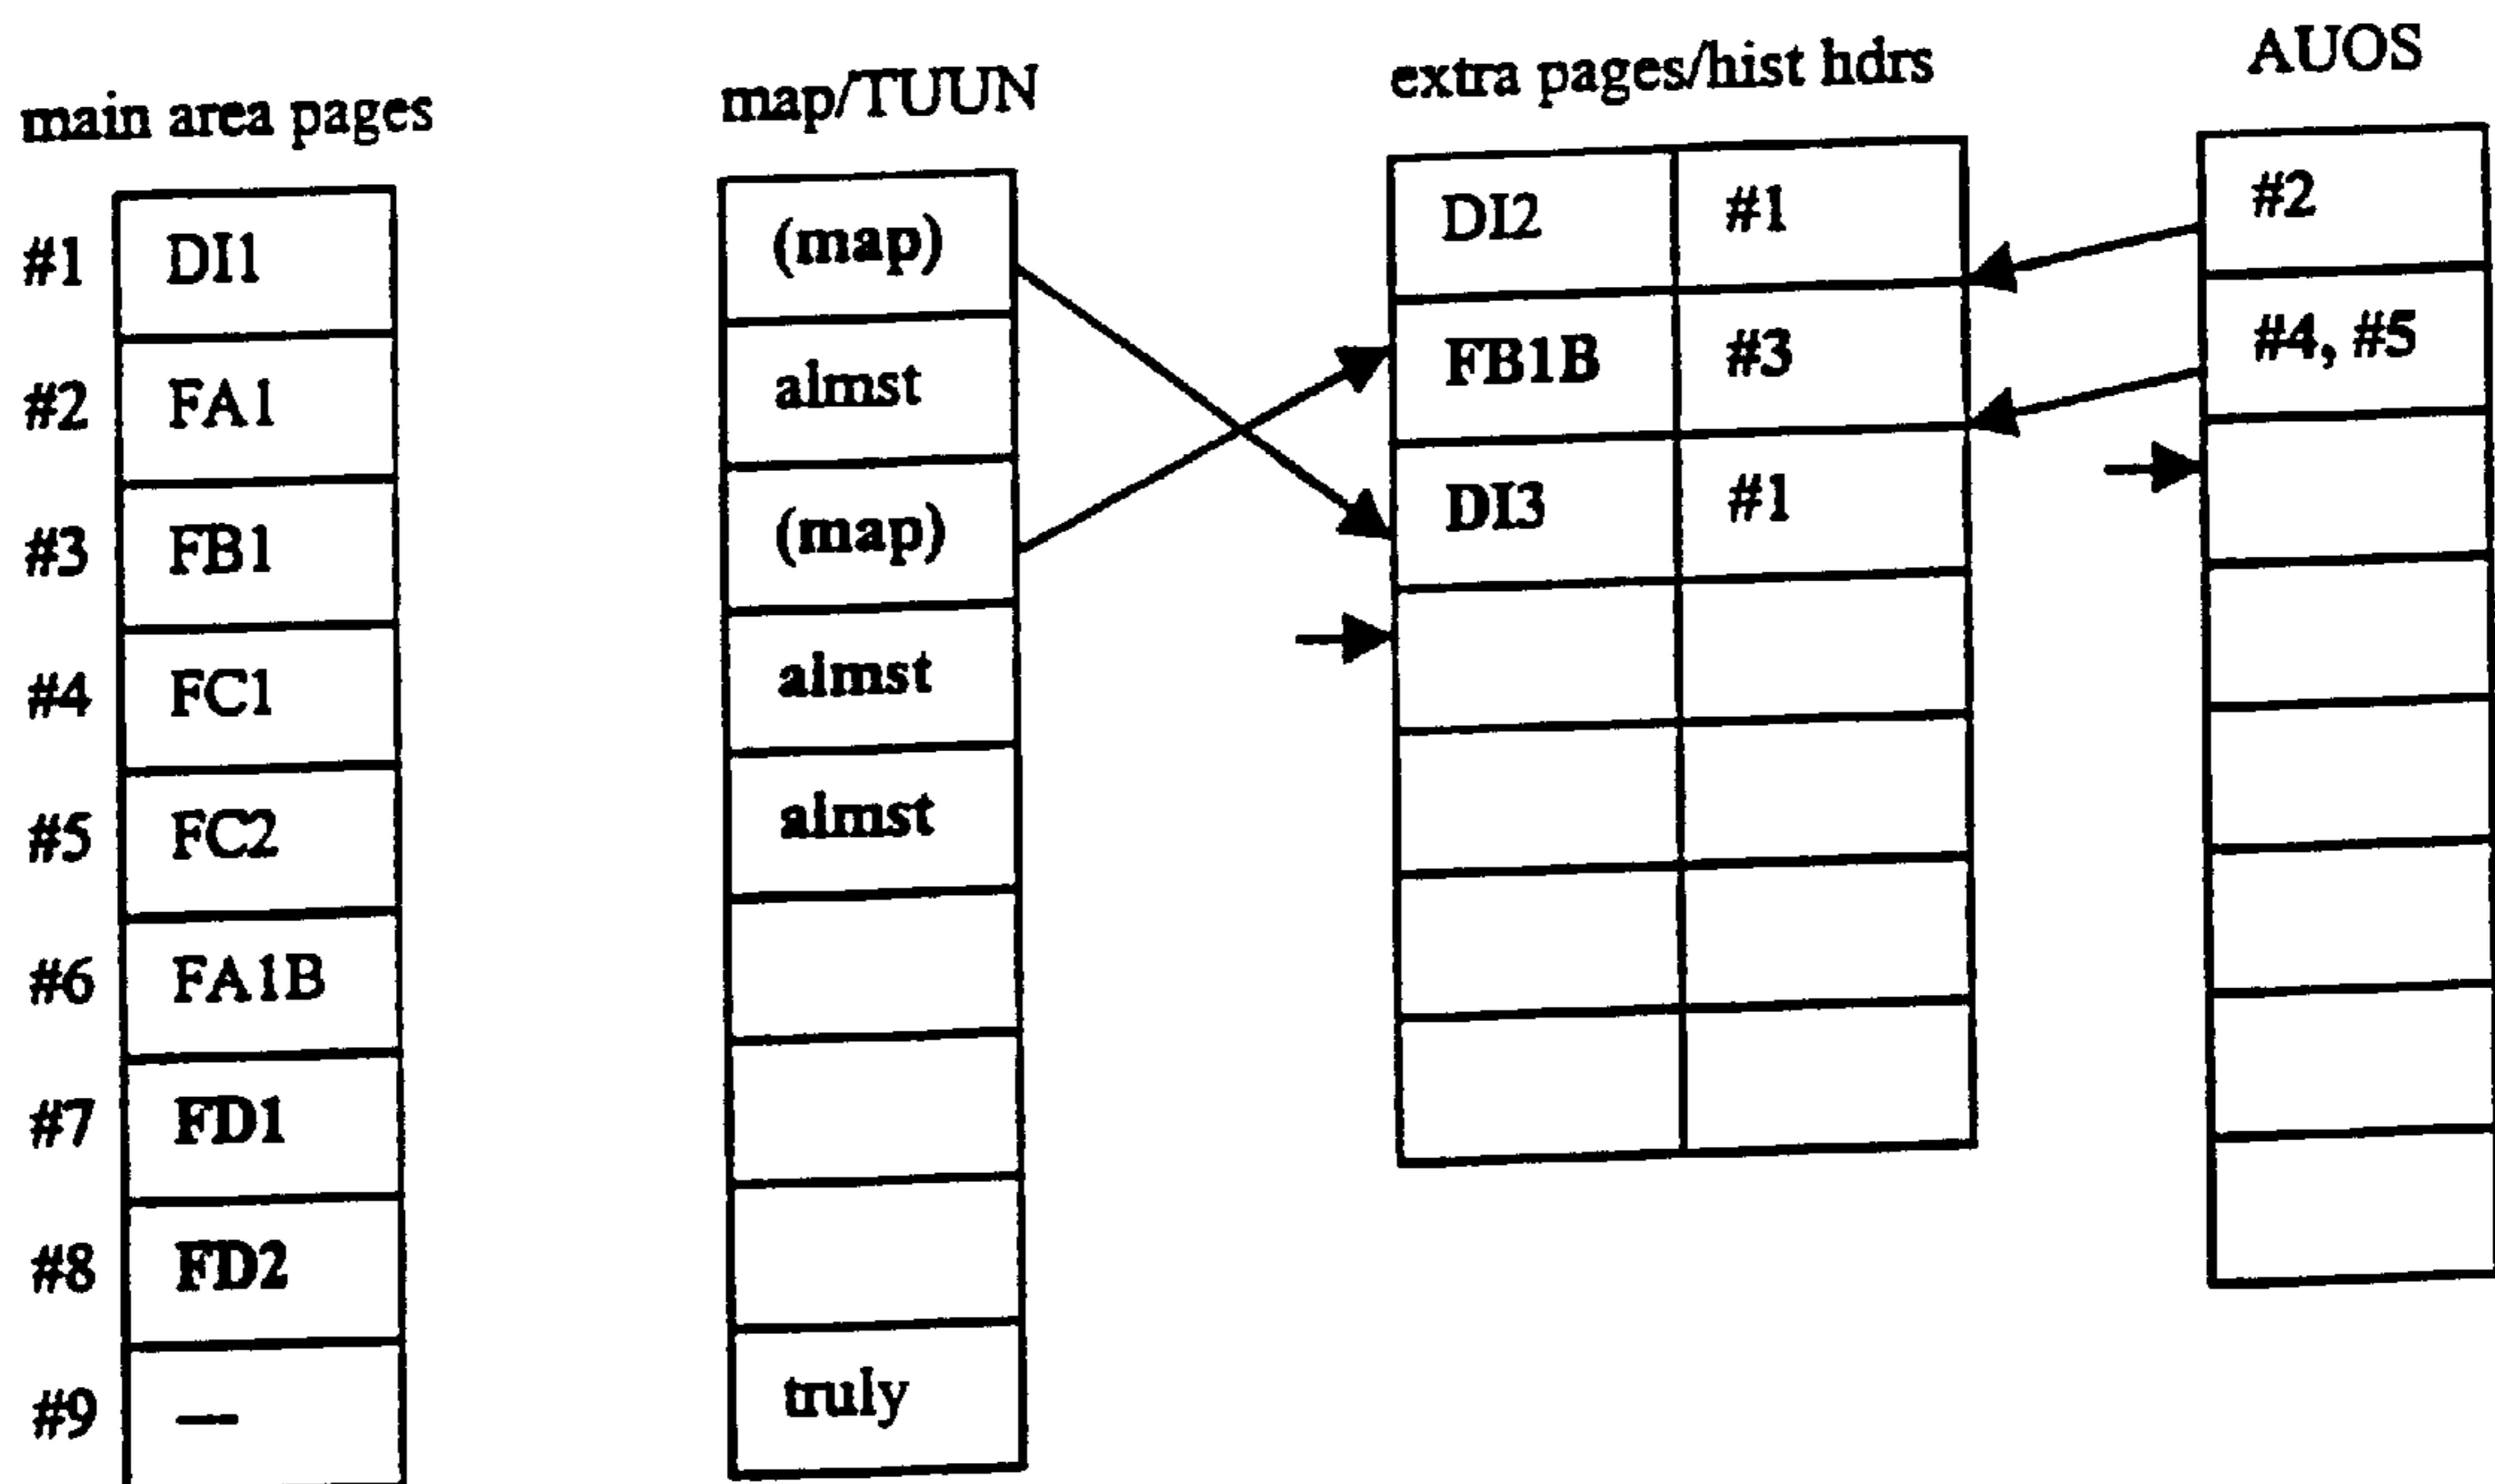 main area pages
#1 DI1
#2 FA1
#3 FB1
#4 FC1
#5 FC2
#6 FA1B
#7 FD1
#8 FD2
#9 —
map/TUUN
(map)
almst
(map)
almst
almst
truly
extra pages/hist hdrs
DI2 #1
FB1B #3
DI3 #1
AUOS
#2
#4, #5